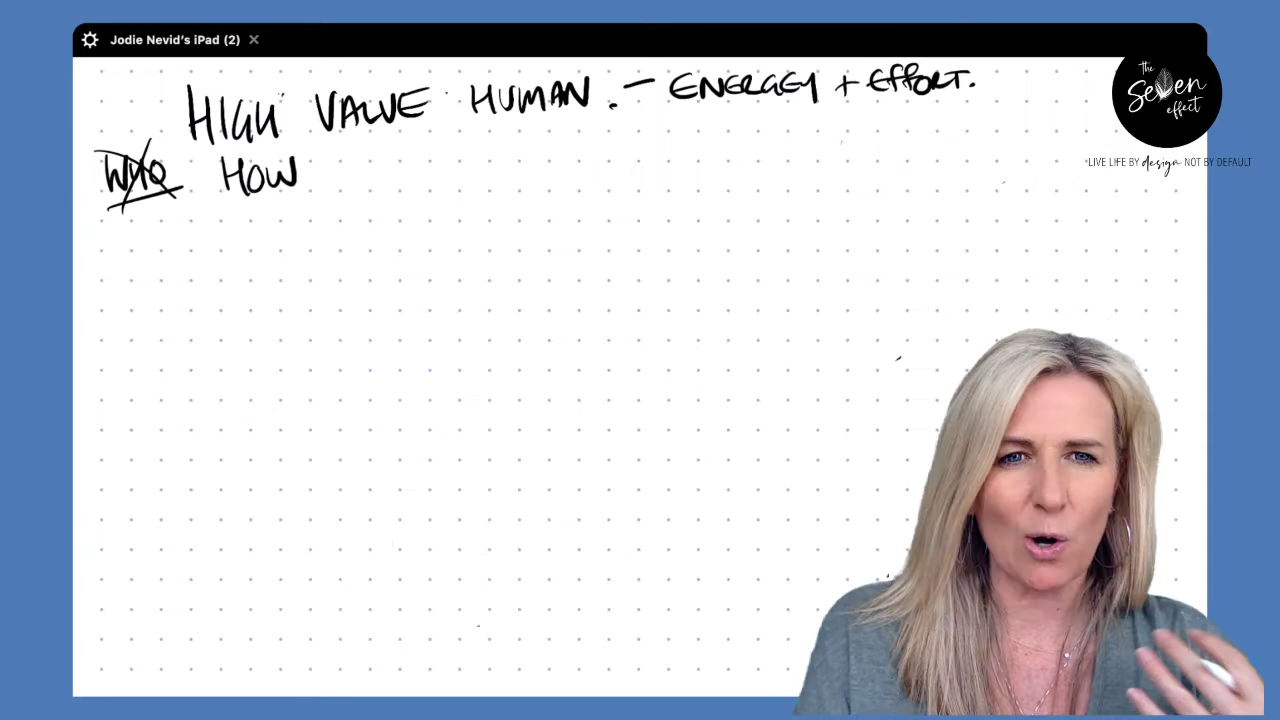 Jodie Nevid's iPad (2)
HIGH VALUE HUMAN. - ENERGEY + EFFORT.
WHO HOW
the
Seven
effect
LIVE LIFE BY design NOT BY DEFAULT